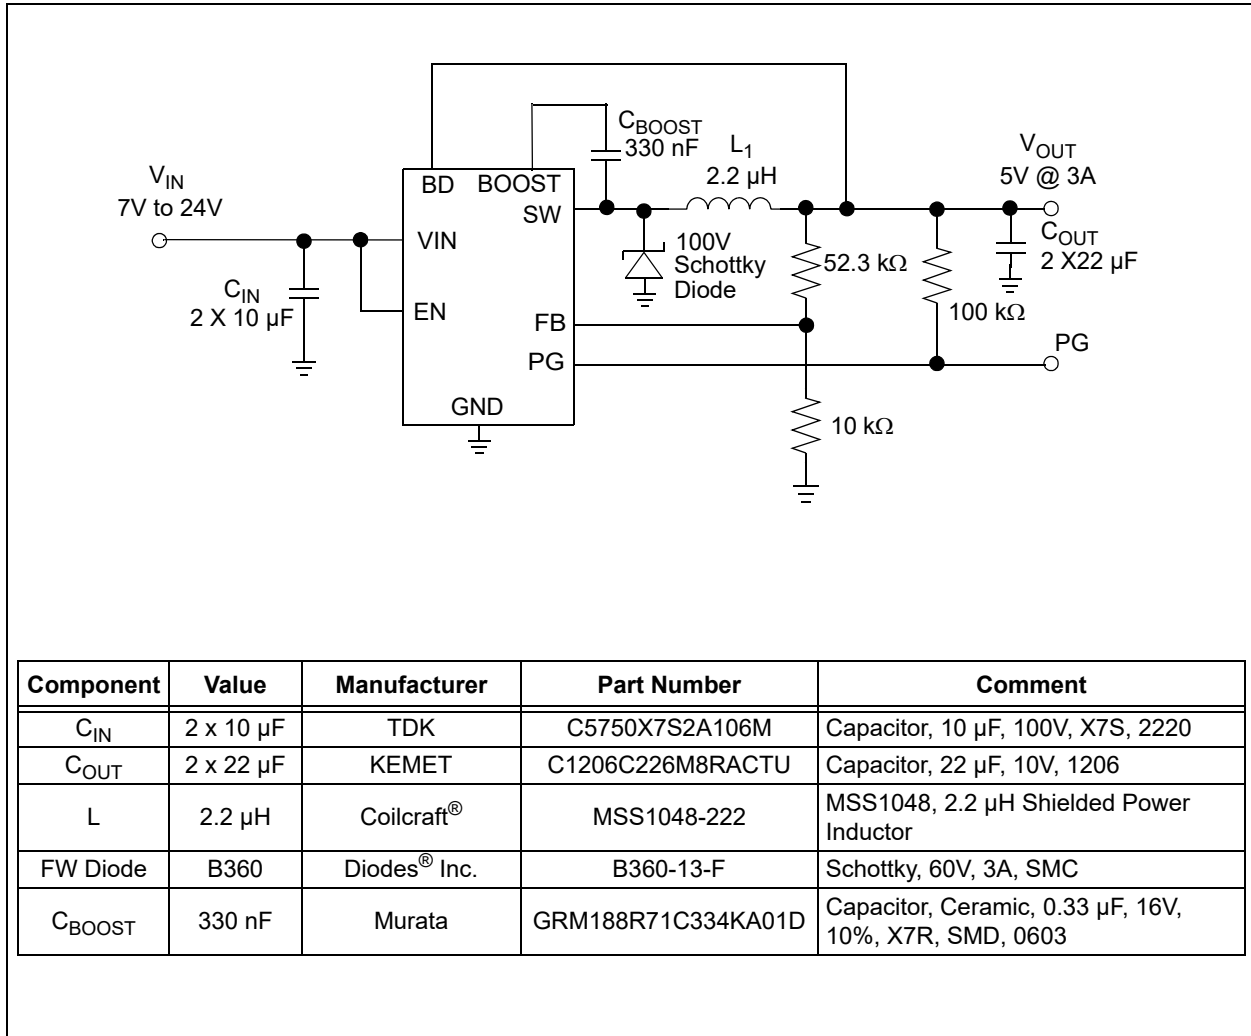 C_BOOST
330 nF
L_1
2.2 µH
V_OUT
5V @ 3A
V_IN
7V to 24V
BD
BOOST
SW
VIN
EN
FB
PG
GND
C_IN
2 X 10 µF
100V
Schottky
Diode
52.3 kΩ
100 kΩ
C_OUT
2 X22 µF
PG
10 kΩ
Component Value Manufacturer Part Number Comment
C_IN 2 x 10 µF TDK C5750X7S2A106M Capacitor, 10 µF, 100V, X7S, 2220
C_OUT 2 x 22 µF KEMET C1206C226M8RACTU Capacitor, 22 µF, 10V, 1206
L 2.2 µH Coilcraft® MSS1048-222 MSS1048, 2.2 µH Shielded Power
Inductor
FW Diode B360 Diodes® Inc. B360-13-F Schottky, 60V, 3A, SMC
C_BOOST 330 nF Murata GRM188R71C334KA01D Capacitor, Ceramic, 0.33 µF, 16V,
10%, X7R, SMD, 0603